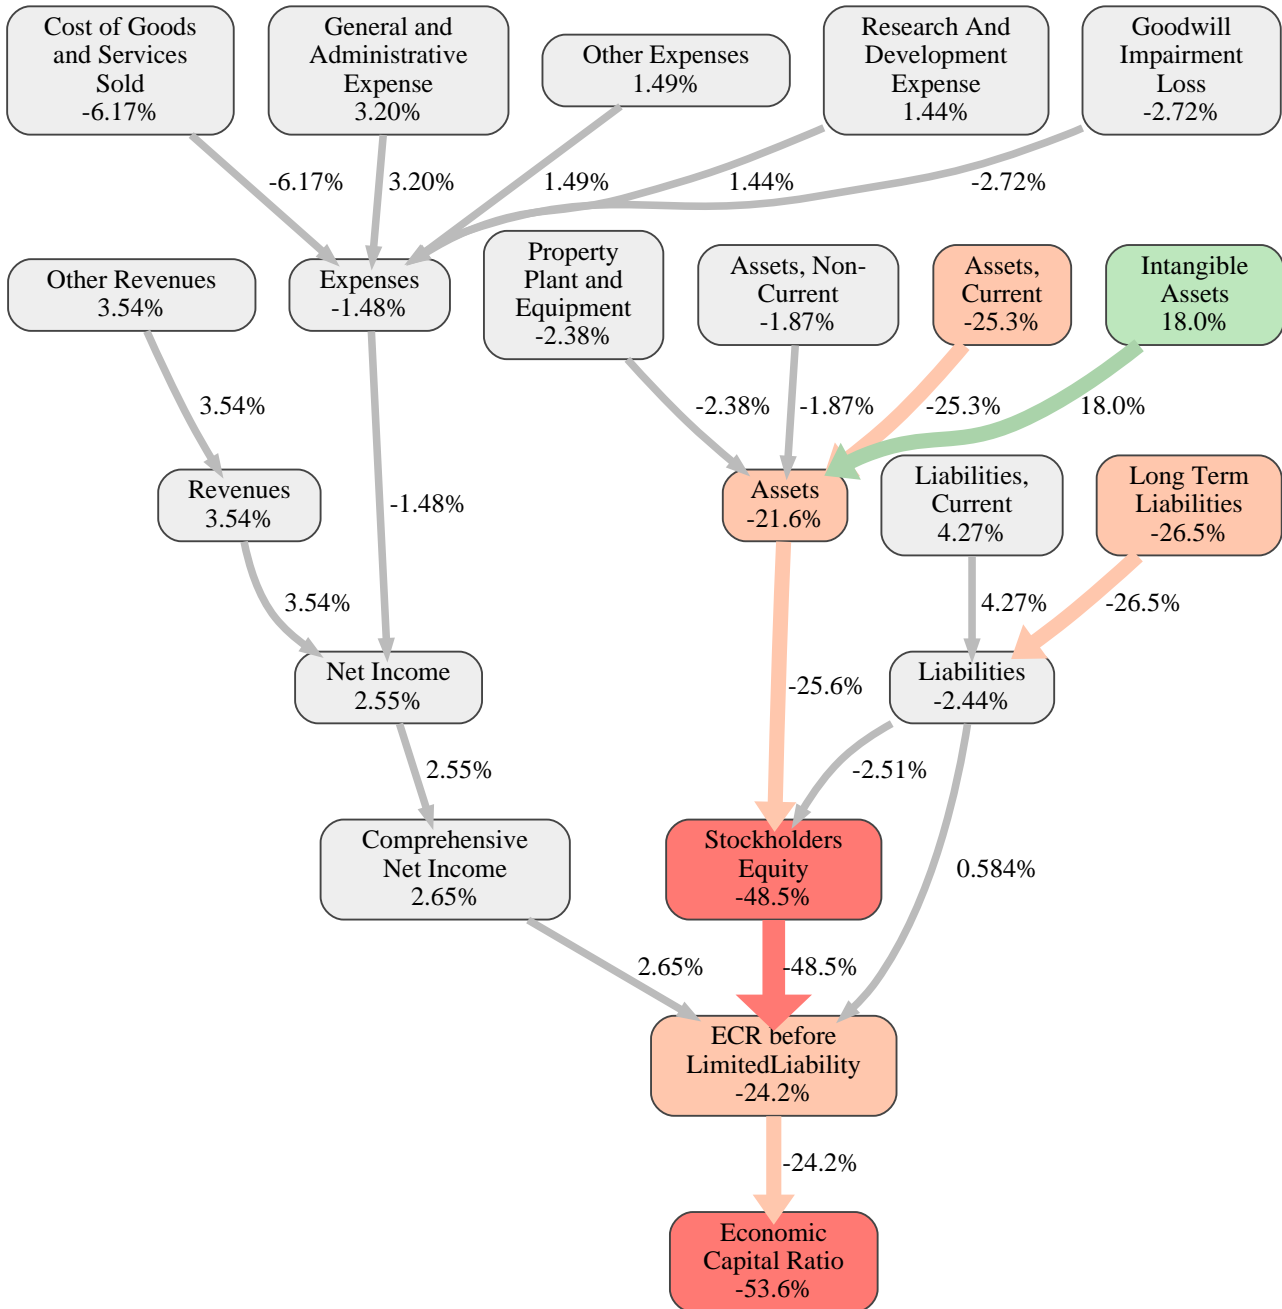 Cost of Goods
and Services
Sold
-6.17%
General and
Administrative
Expense
3.20%
Other Expenses
1.49%
Research And
Development
Expense
1.44%
Goodwill
Impairment
Loss
-2.72%
-6.17%
3.20%
1.49%
1.44%
-2.72%
Other Revenues
3.54%
Expenses
-1.48%
Property
Plant and
Equipment
-2.38%
Assets, Non-
Current
-1.87%
Assets,
Current
-25.3%
Intangible
Assets
18.0%
3.54%
-2.38%
-1.87%
-25.3%
18.0%
Revenues
3.54%
-1.48%
Assets
-21.6%
Liabilities,
Current
4.27%
Long Term
Liabilities
-26.5%
3.54%
4.27%
-26.5%
Net Income
2.55%
-25.6%
Liabilities
-2.44%
2.55%
-2.51%
Comprehensive
Net Income
2.65%
Stockholders
Equity
-48.5%
0.584%
2.65%
-48.5%
ECR before
LimitedLiability
-24.2%
-24.2%
Economic
Capital Ratio
-53.6%